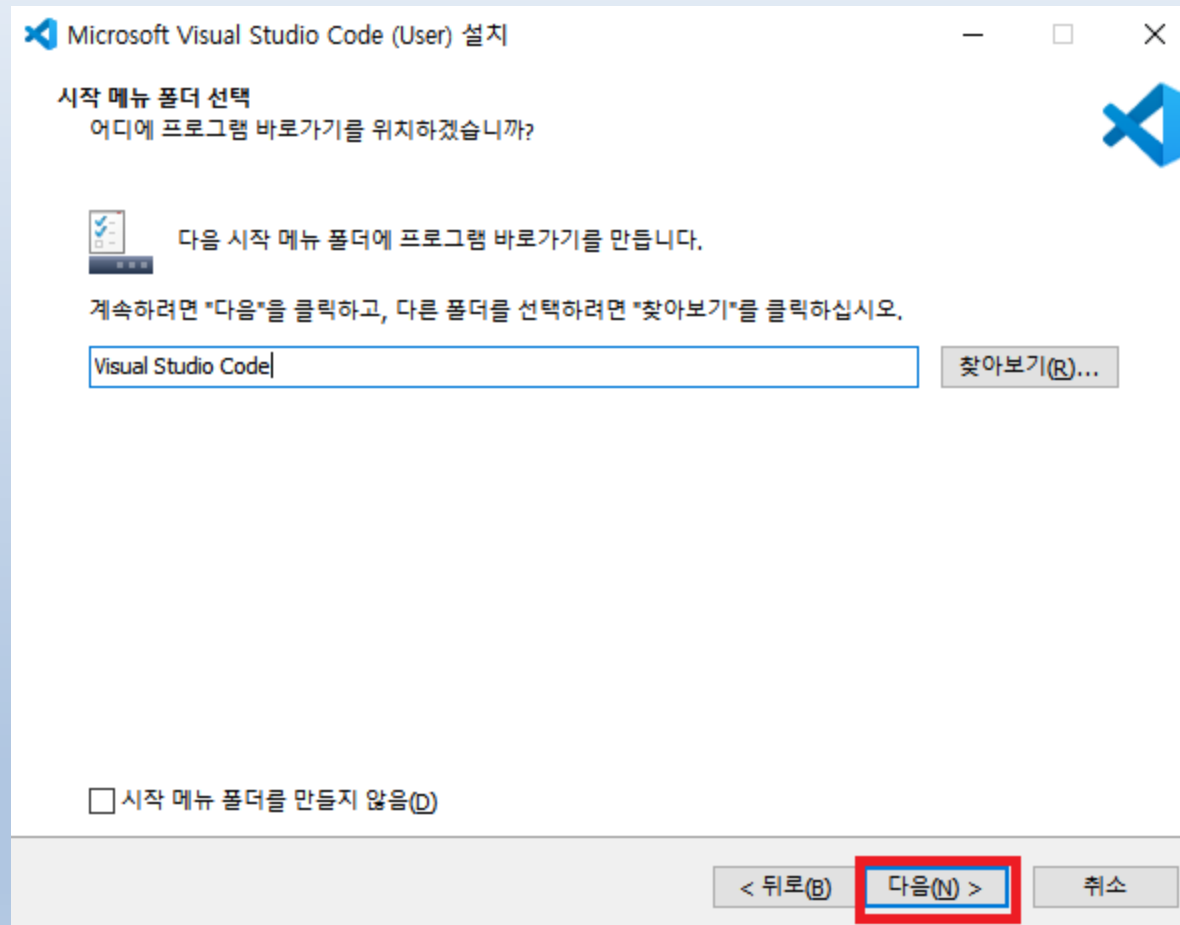 Microsoft Visual Studio Code (User) 설치
시작 메뉴 폴더 선택
어디에 프로그램 바로가기를 위치하겠습니까?
다음 시작 메뉴 폴더에 프로그램 바로가기를 만듭니다.
계속하려면 "다음"을 클릭하고, 다른 폴더를 선택하려면 "찾아보기"를 클릭하십시오.
Visual Studio Code
찾아보기(R)...
시작 메뉴 폴더를 만들지 않음(D)
< 뒤로(B)
다음(N) >
취소